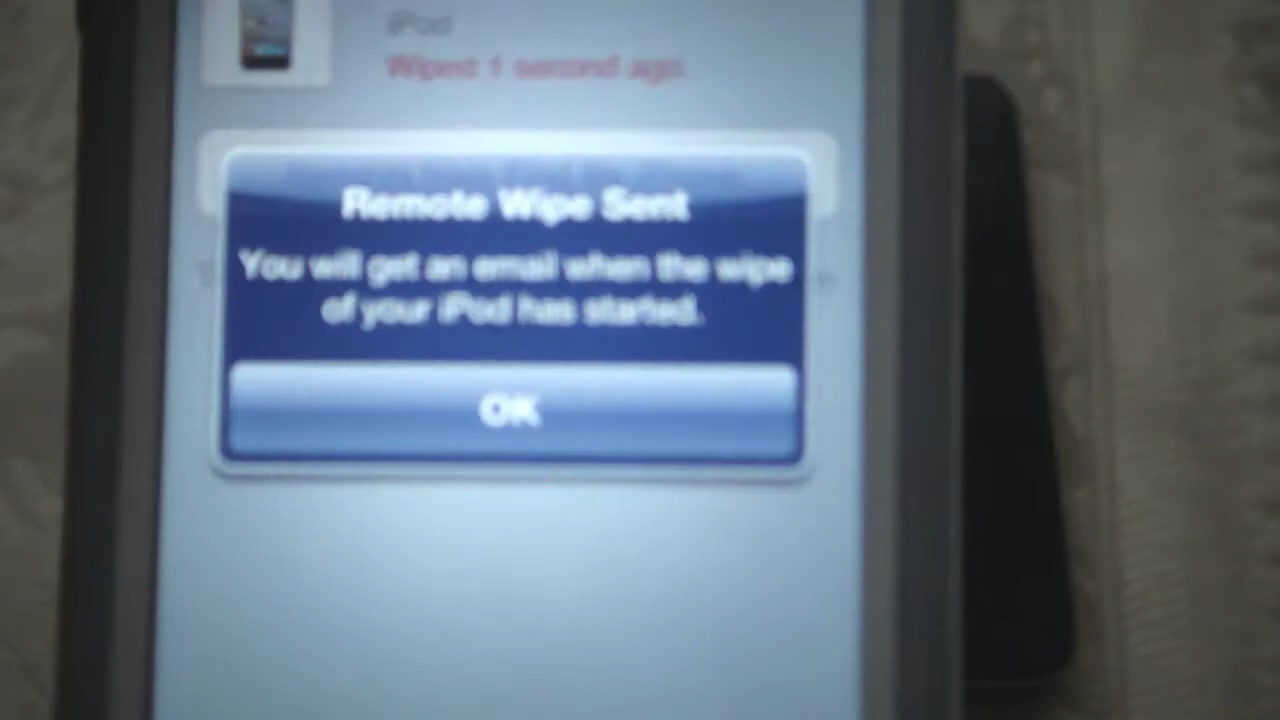 iPod
Wiped 1 second ago
Remote Wipe Sent
You will get an email when the wipe
of your iPod has started.
OK